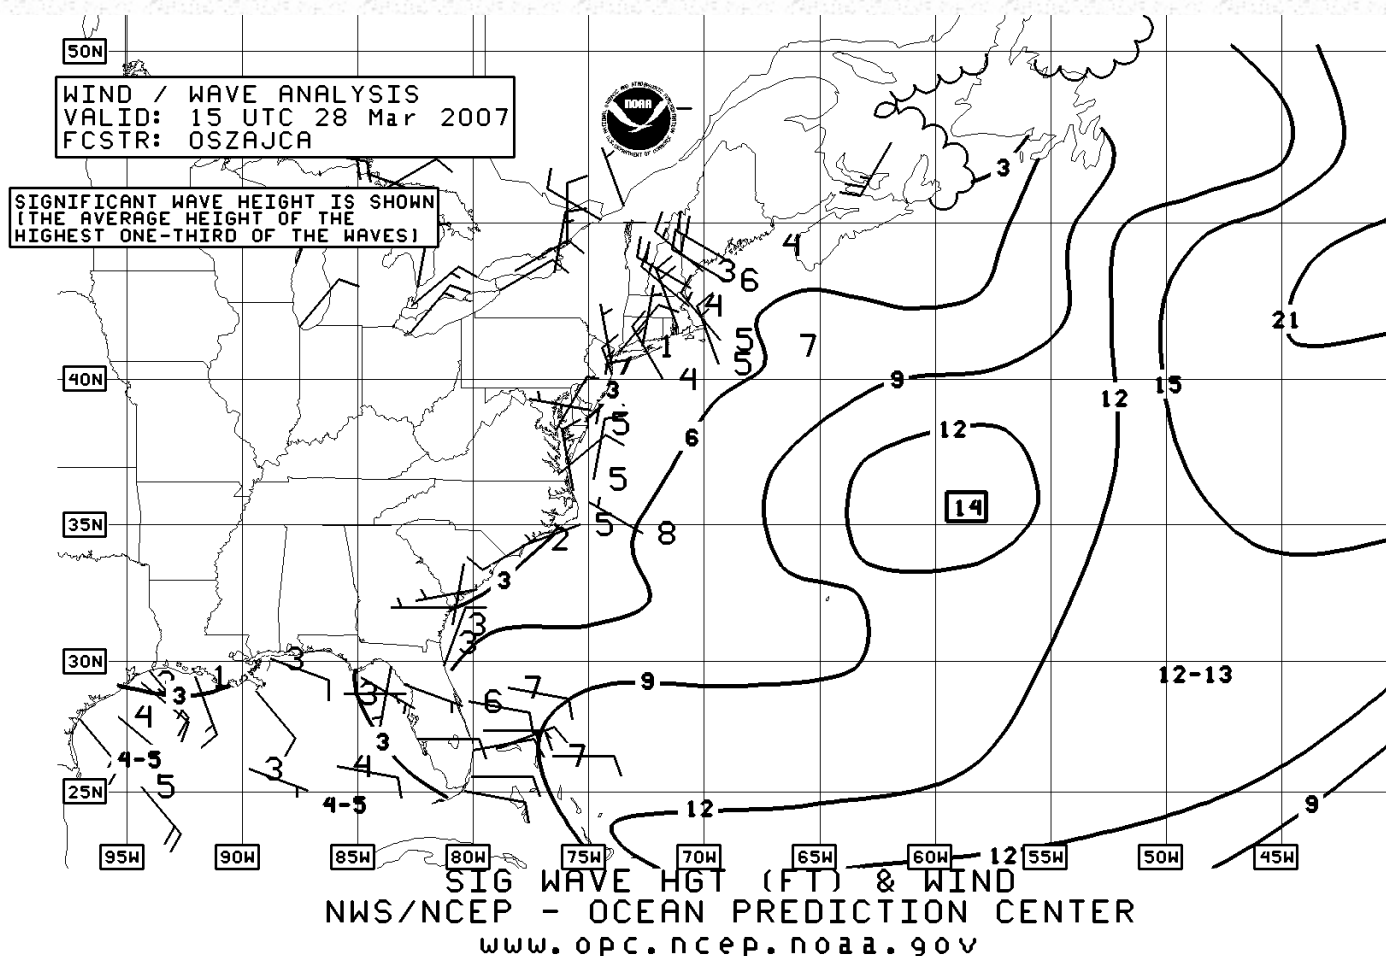 50N
WIND / WAVE ANALYSIS
VALID: 15 UTC 28 Mar 2007
FCSTR: OSZAJCA
NOAA
SIGNIFICANT WAVE HEIGHT IS SHOWN
(THE AVERAGE HEIGHT OF THE
HIGHEST ONE-THIRD OF THE WAVES)
3
4
3 6
4
21
5
1 7
5
40N 4 9 15
3 12
5 12
6
5
14
35N 5 8
2
3
3
3
30N 3
1 12-13
3 3 9 7
6
4
3
4-5 7
3 4
5
25N 4-5 12 9
95W 90W 85W 80W 75W 70W 65W 60W 12 55W 50W 45W
SIG WAVE HGT (FT) & WIND
NWS/NCEP - OCEAN PREDICTION CENTER
www.opc.ncep.noaa.gov